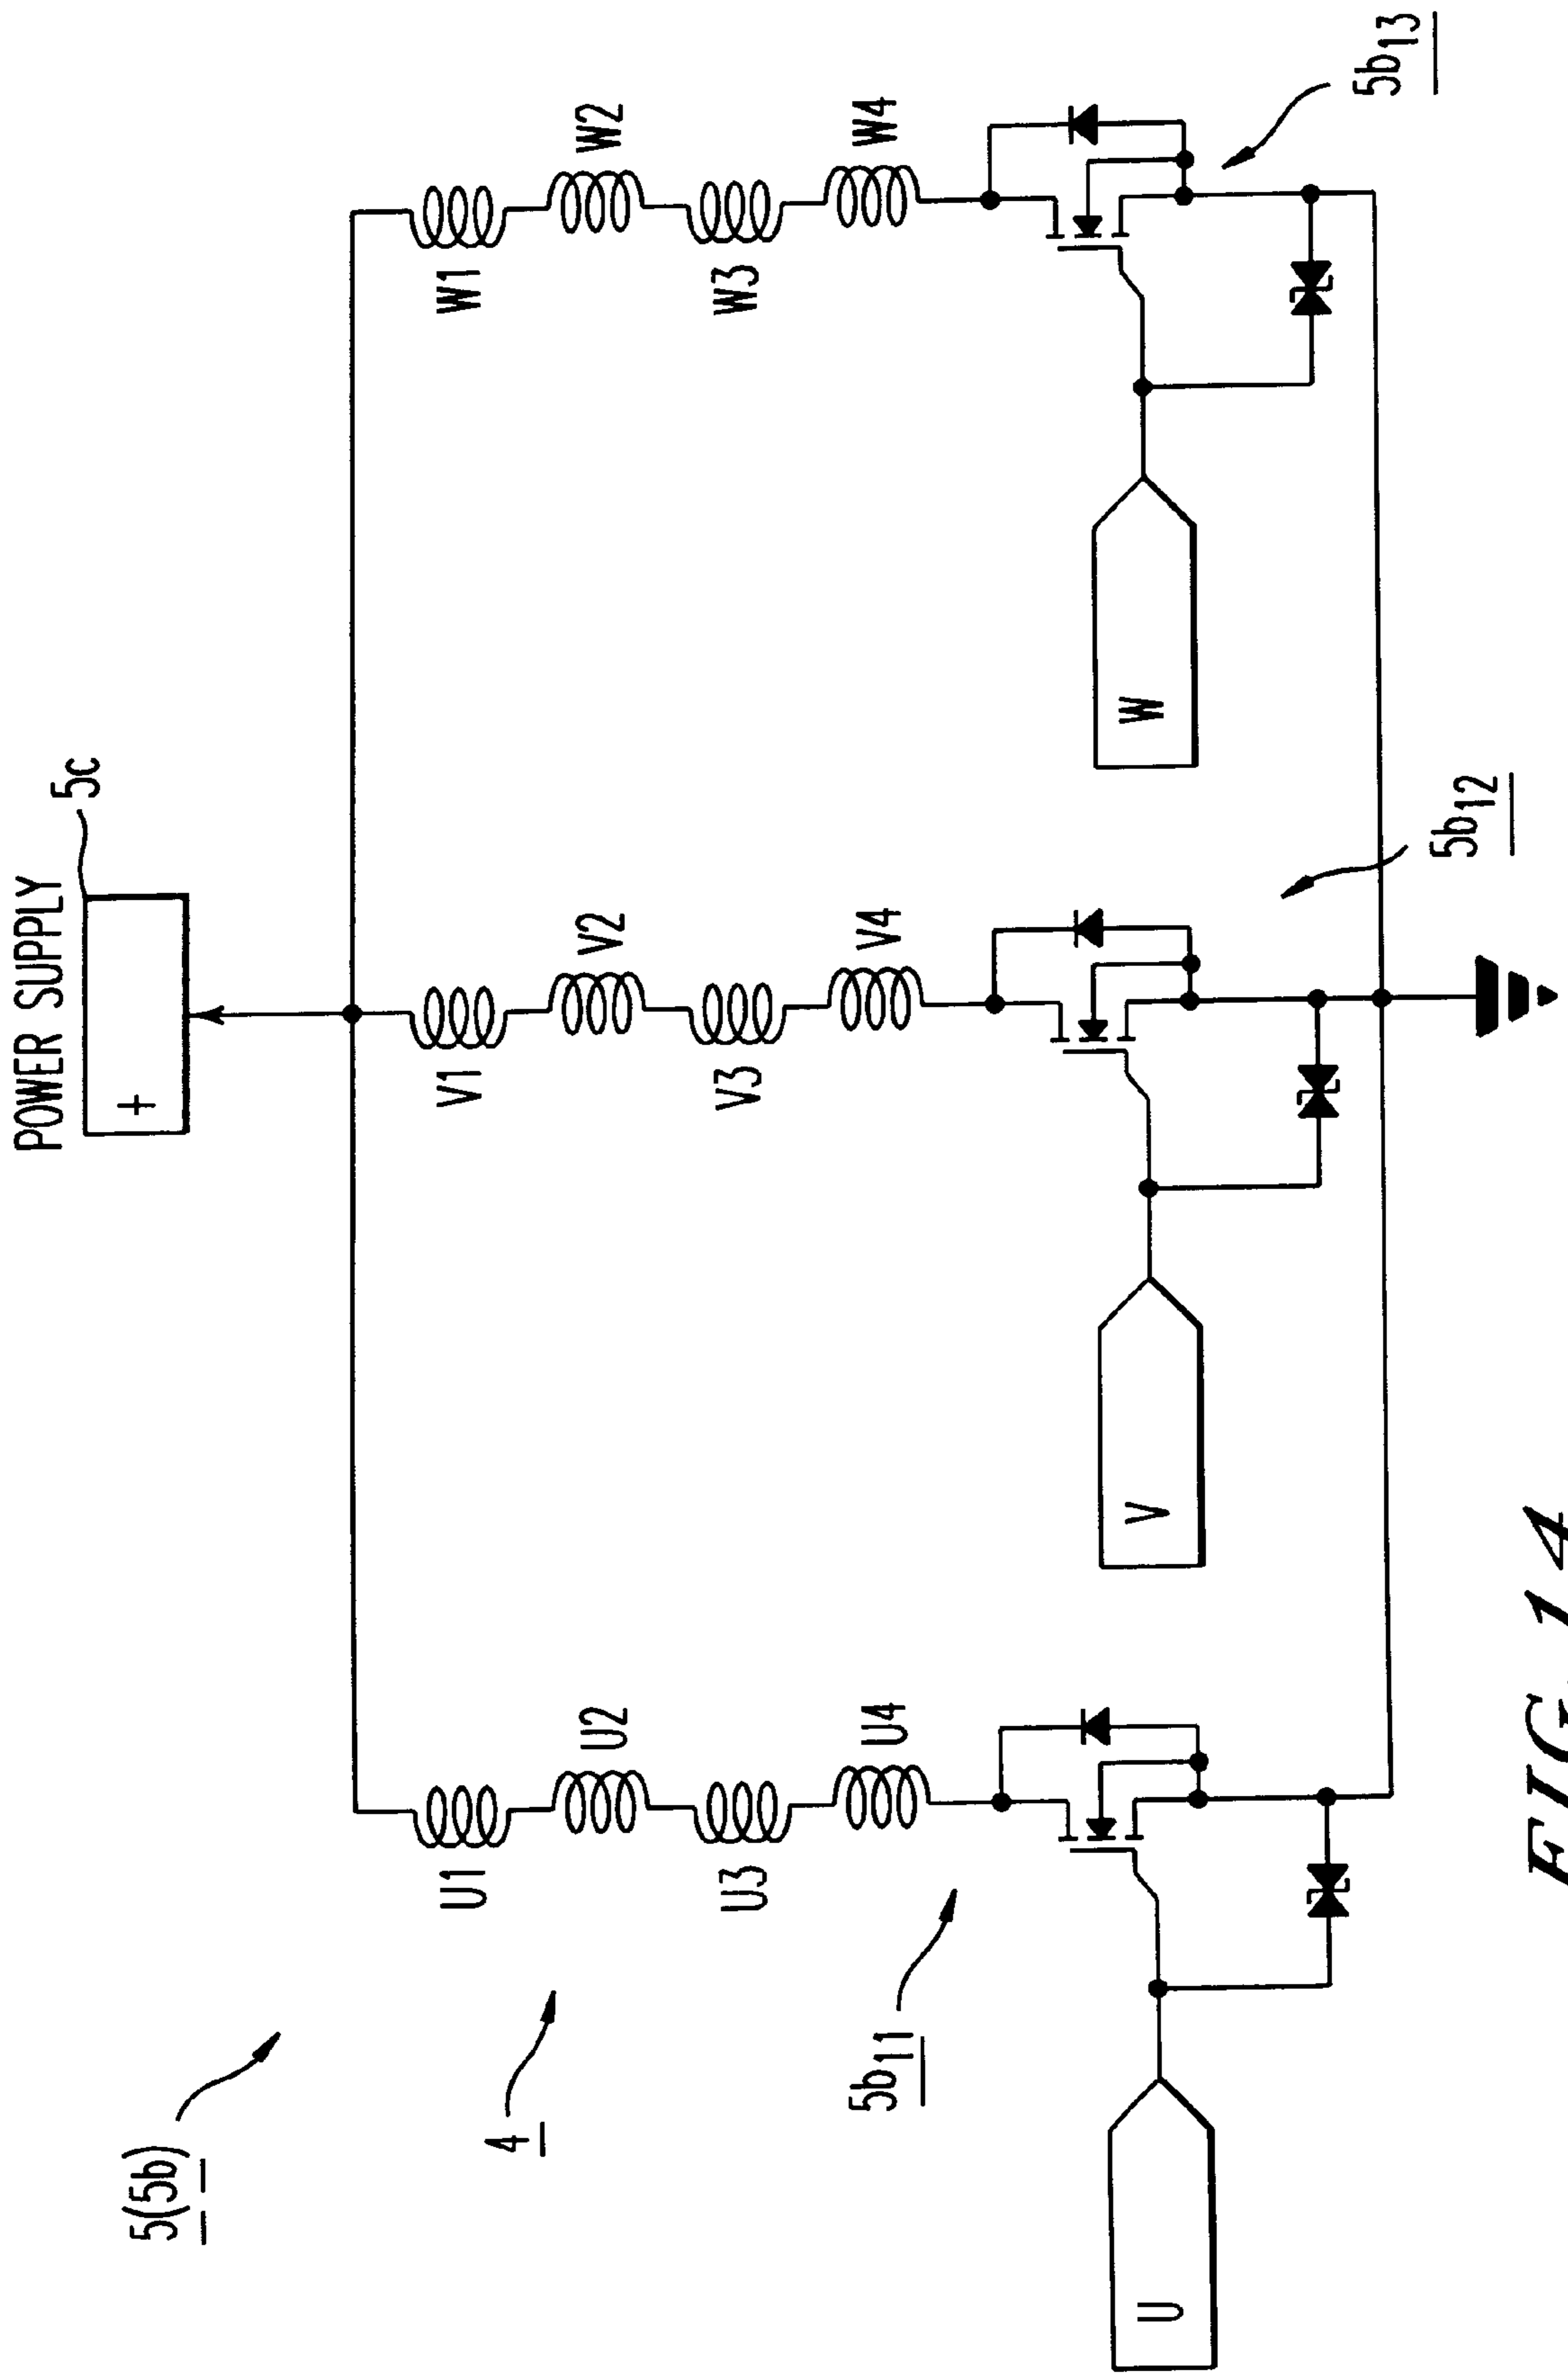 POWER SUPPLY
5c
+
5(5b)
4
U1
U2
U3
U4
V1
V2
V3
V4
W1
W2
W3
W4
5b11
5b12
5b13
U
V
W
FIG. 14